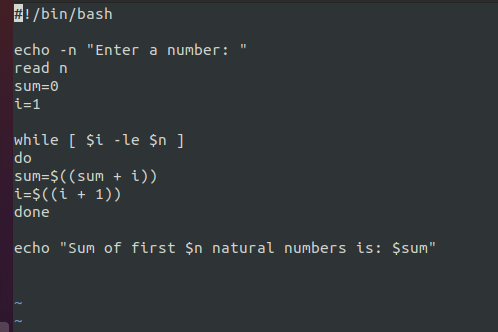 #!/bin/bash
echo -n "Enter a number: "
read n
sum=0
i=1
while [ $i -le $n ]
do
sum=$((sum + i))
i=$((i + 1))
done
echo "Sum of first $n natural numbers is: $sum"
~
~